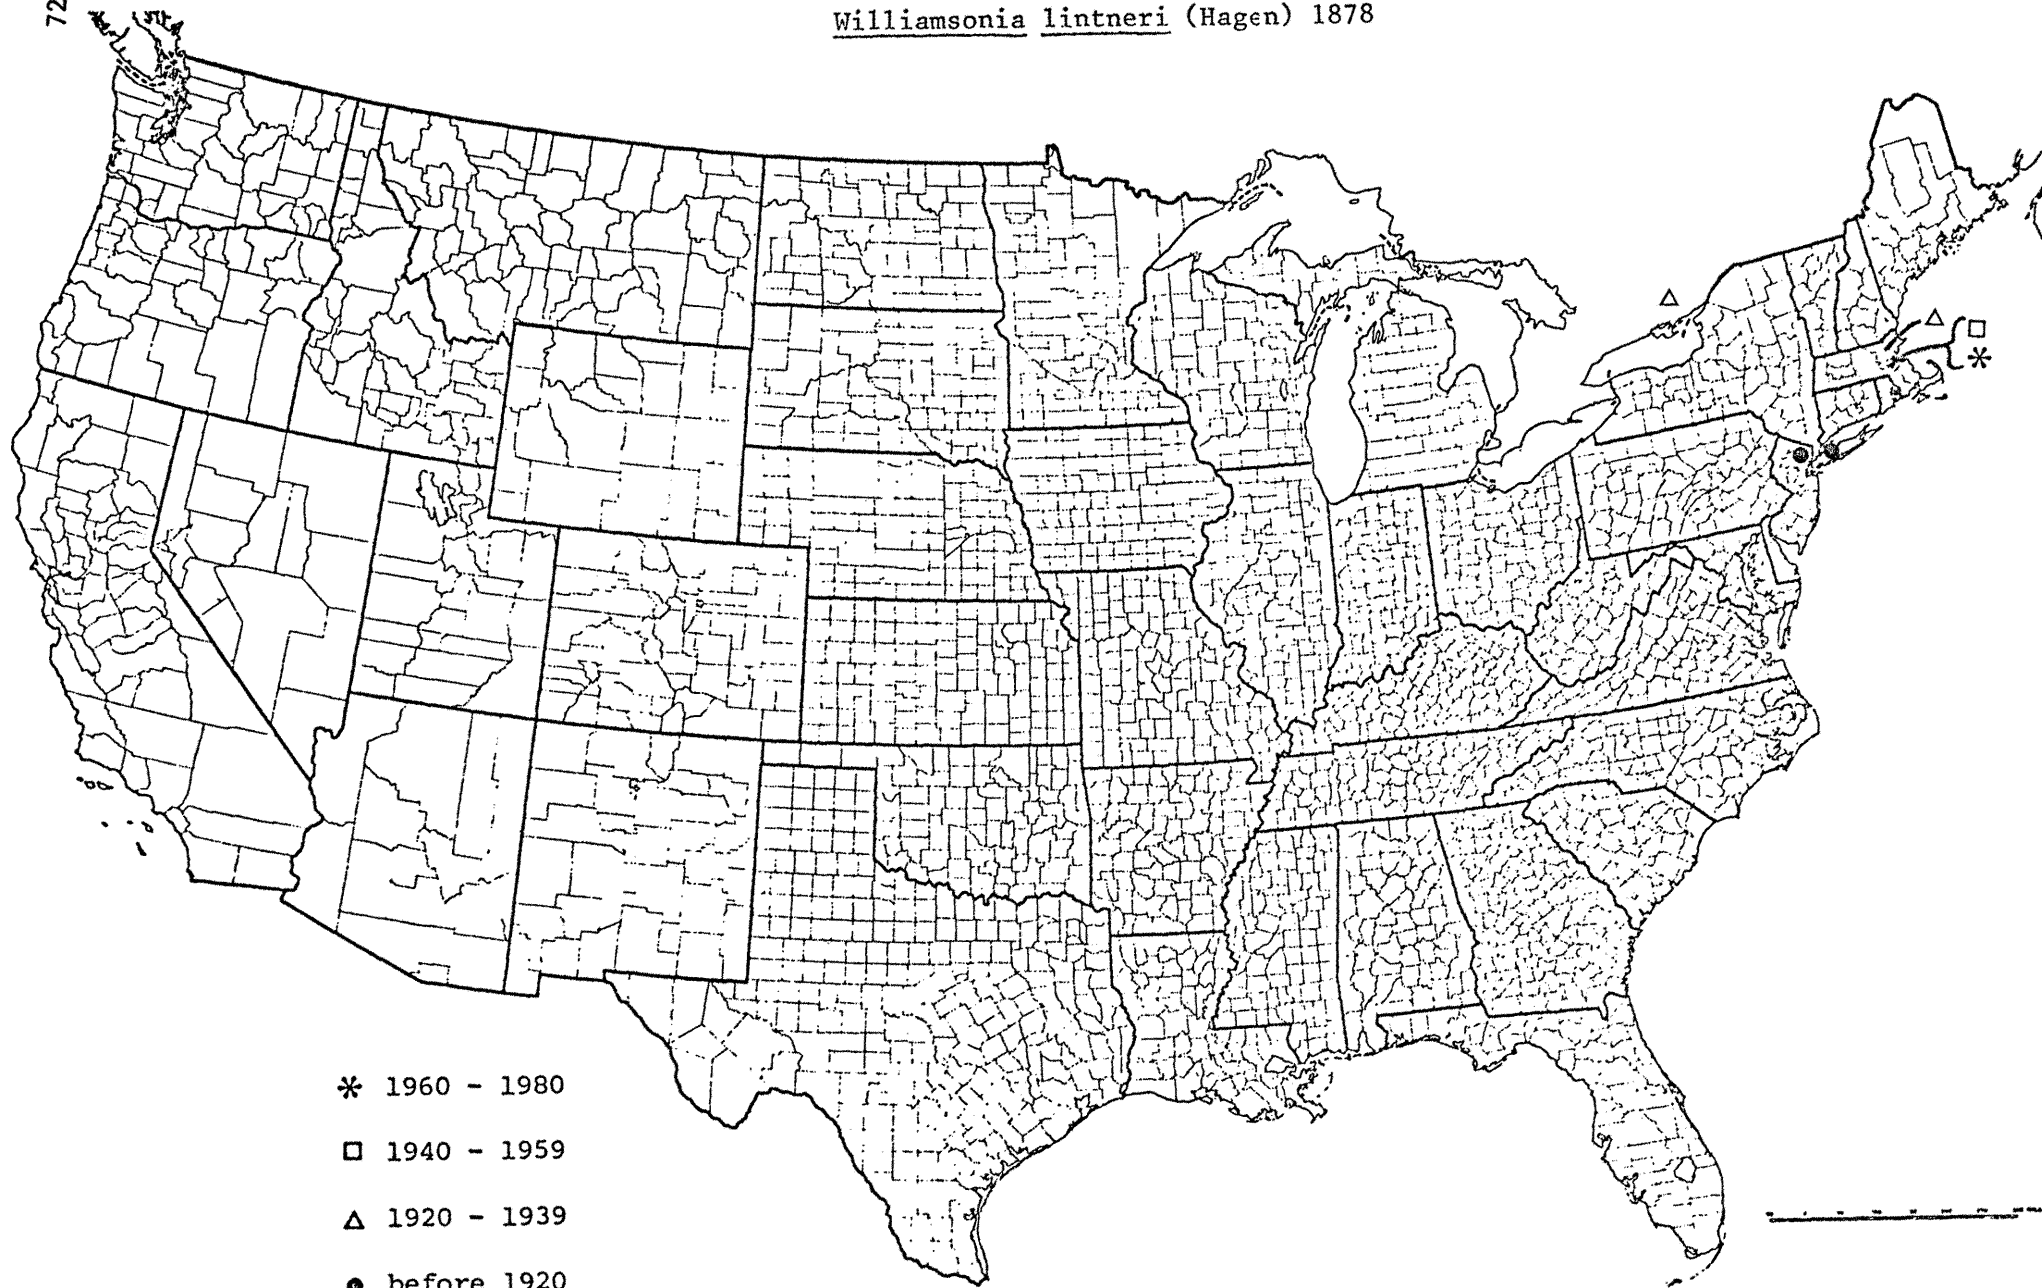 72
Williamsonia lintneri (Hagen) 1878
* 1960 - 1980
□ 1940 - 1959
△ 1920 - 1939
● before 1920